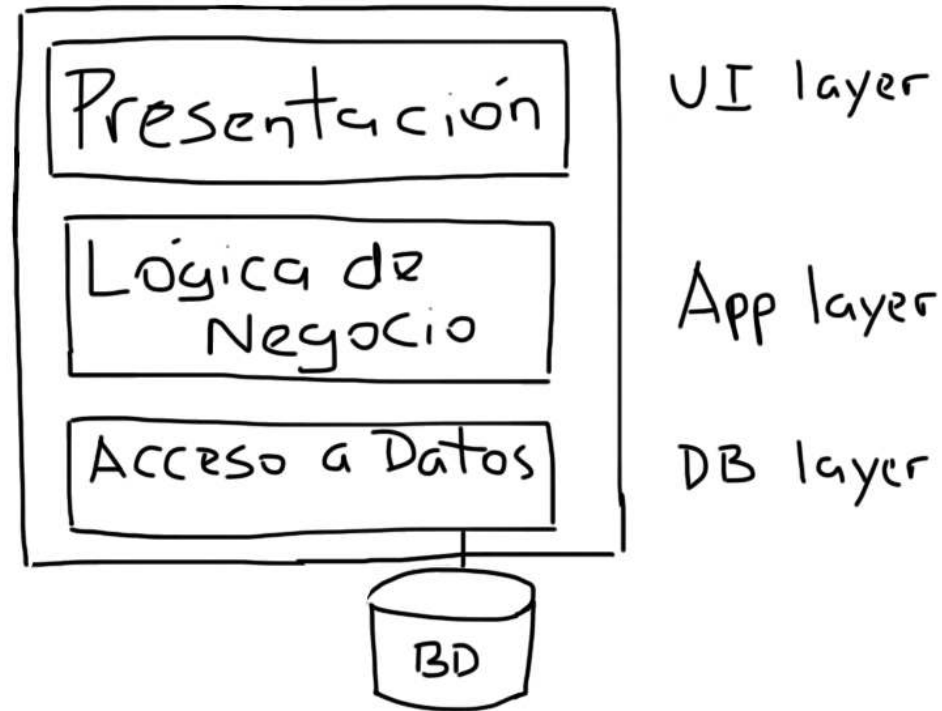 Presentación
UI layer
Lógica de
Negocio
App layer
Acceso a Datos
DB layer
BD